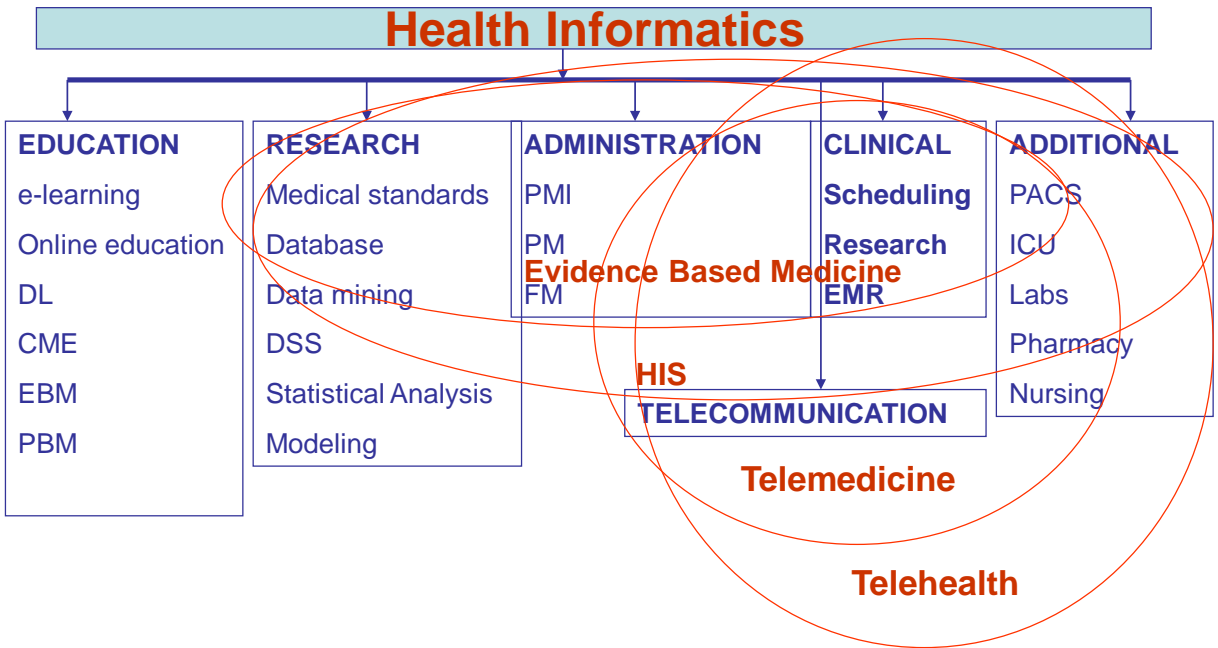 Health Informatics
EDUCATION
e-learning
Online education
DL
CME
EBM
PBM
RESEARCH
Medical standards
Database
Data mining
DSS
Statistical Analysis
Modeling
ADMINISTRATION
PMI
PM
FM
CLINICAL
Scheduling
Research
EMR
ADDITIONAL
PACS
ICU
Labs
Pharmacy
Nursing
Evidence Based Medicine
HIS
TELECOMMUNICATION
Telemedicine
Telehealth